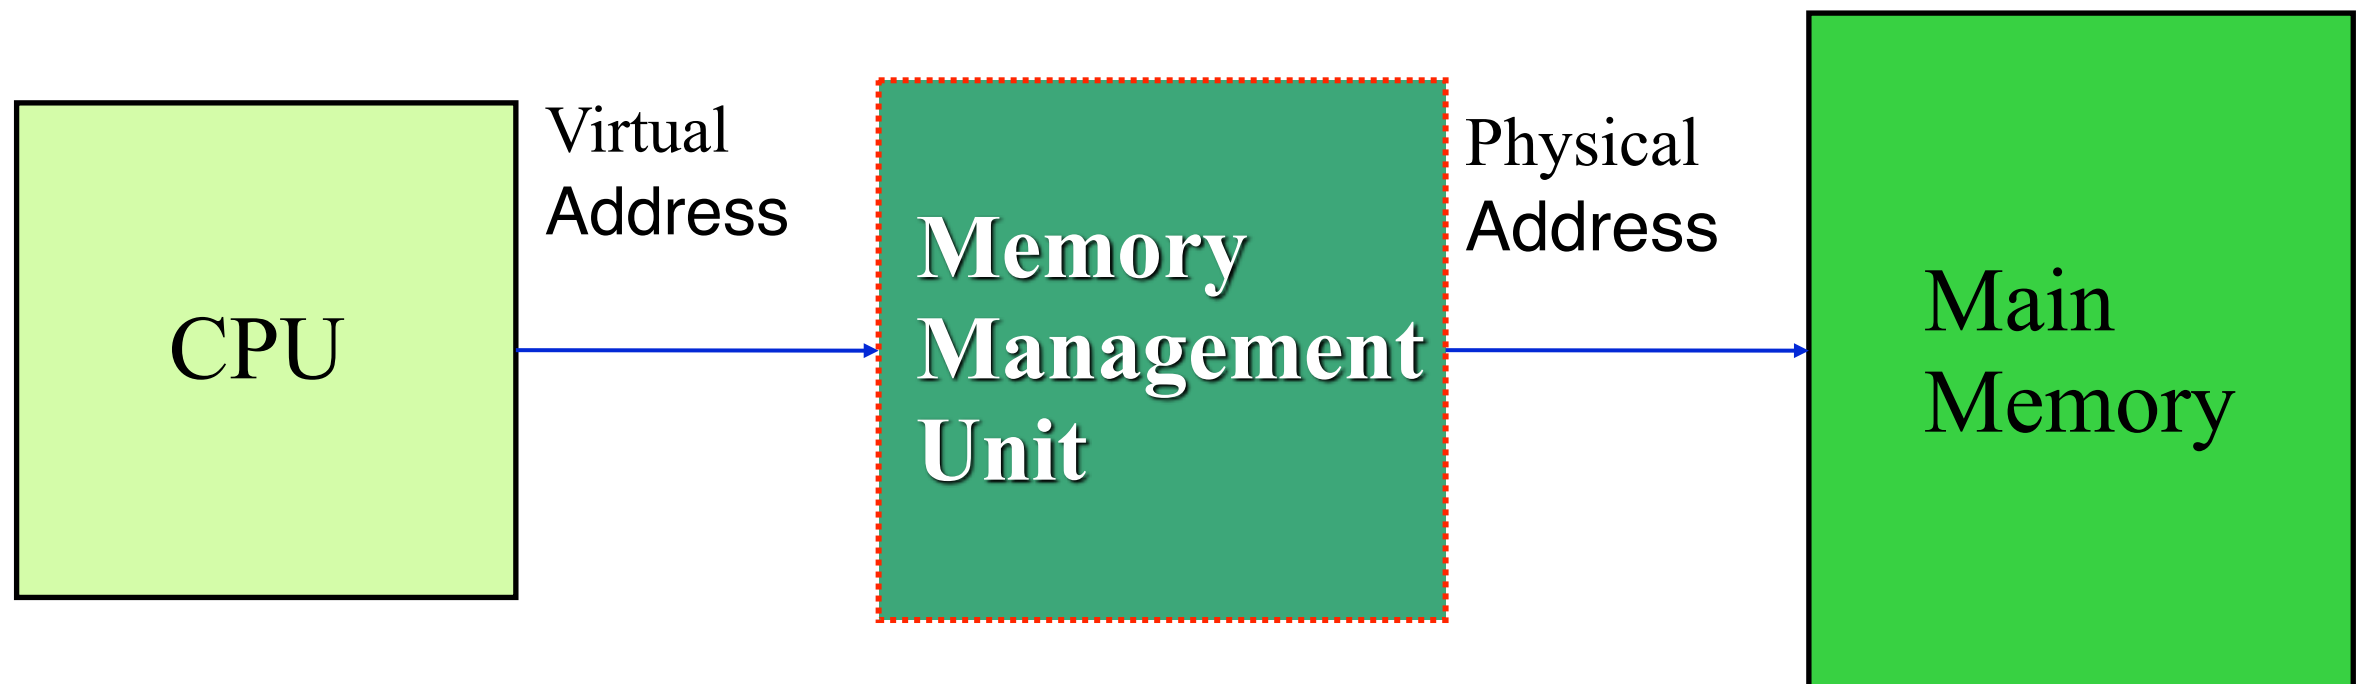 CPU
Virtual
Address
Memory
Management
Unit
Physical
Address
Main
Memory